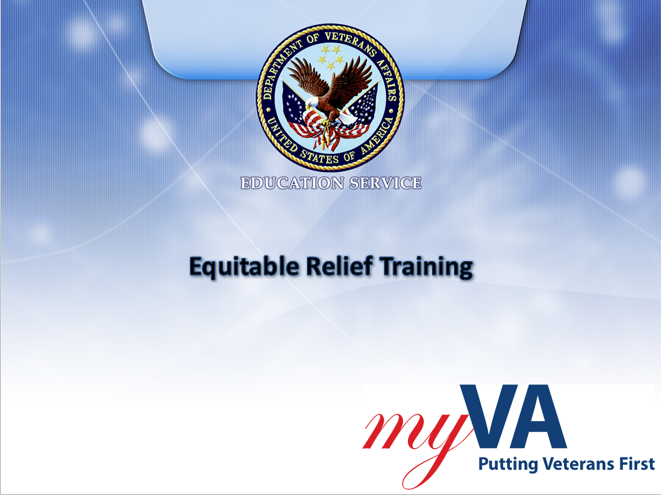 DEPARTMENT OF VETERANS AFFAIRS
UNITED STATES OF AMERICA
EDUCATION SERVICE
Equitable Relief Training
myVA
Putting Veterans First